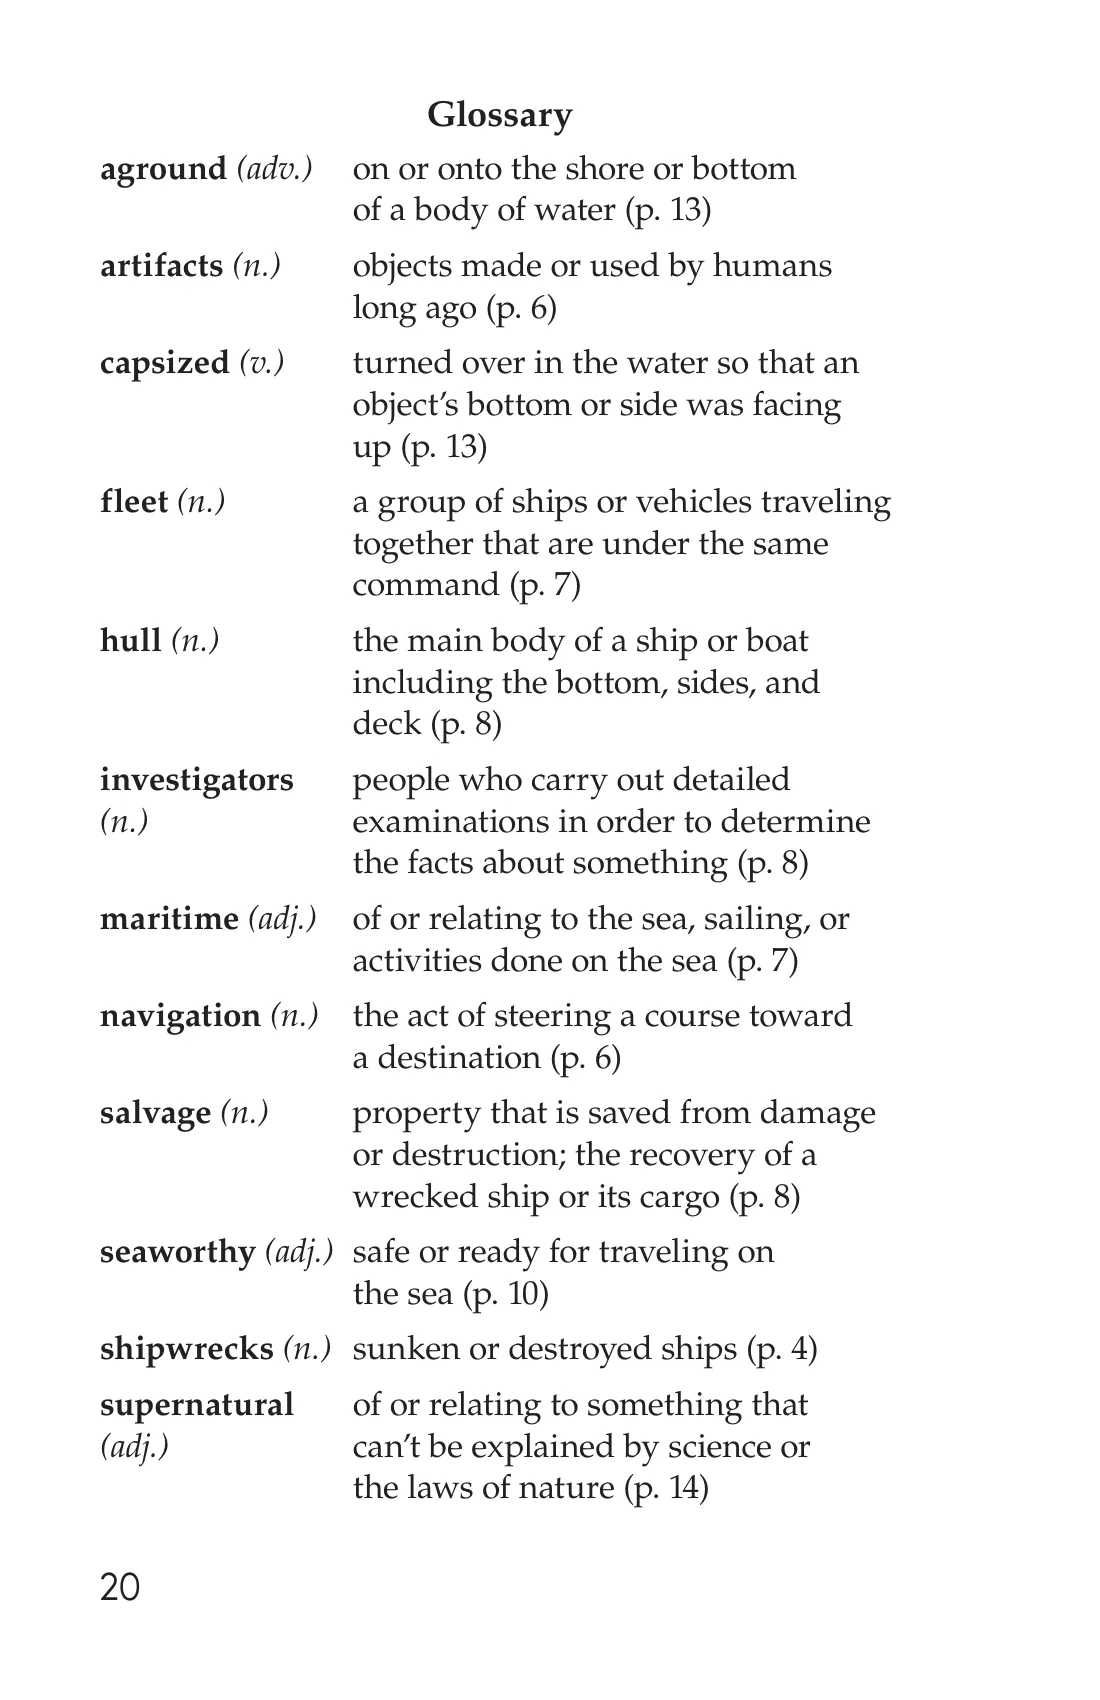 Glossary
aground (adv.) on or onto the shore or bottom
of a body of water (p. 13)
artifacts (n.) objects made or used by humans
long ago (p. 6)
capsized (v.) turned over in the water so that an
object’s bottom or side was facing
up (p. 13)
fleet (n.) a group of ships or vehicles traveling
together that are under the same
command (p. 7)
hull (n.) the main body of a ship or boat
including the bottom, sides, and
deck (p. 8)
investigators people who carry out detailed
(n.) examinations in order to determine
the facts about something (p. 8)
maritime (adj.) of or relating to the sea, sailing, or
activities done on the sea (p. 7)
navigation (n.) the act of steering a course toward
a destination (p. 6)
salvage (n.) property that is saved from damage
or destruction; the recovery of a
wrecked ship or its cargo (p. 8)
seaworthy (adj.) safe or ready for traveling on
the sea (p. 10)
shipwrecks (n.) sunken or destroyed ships (p. 4)
supernatural of or relating to something that
(adj.) can’t be explained by science or
the laws of nature (p. 14)
20